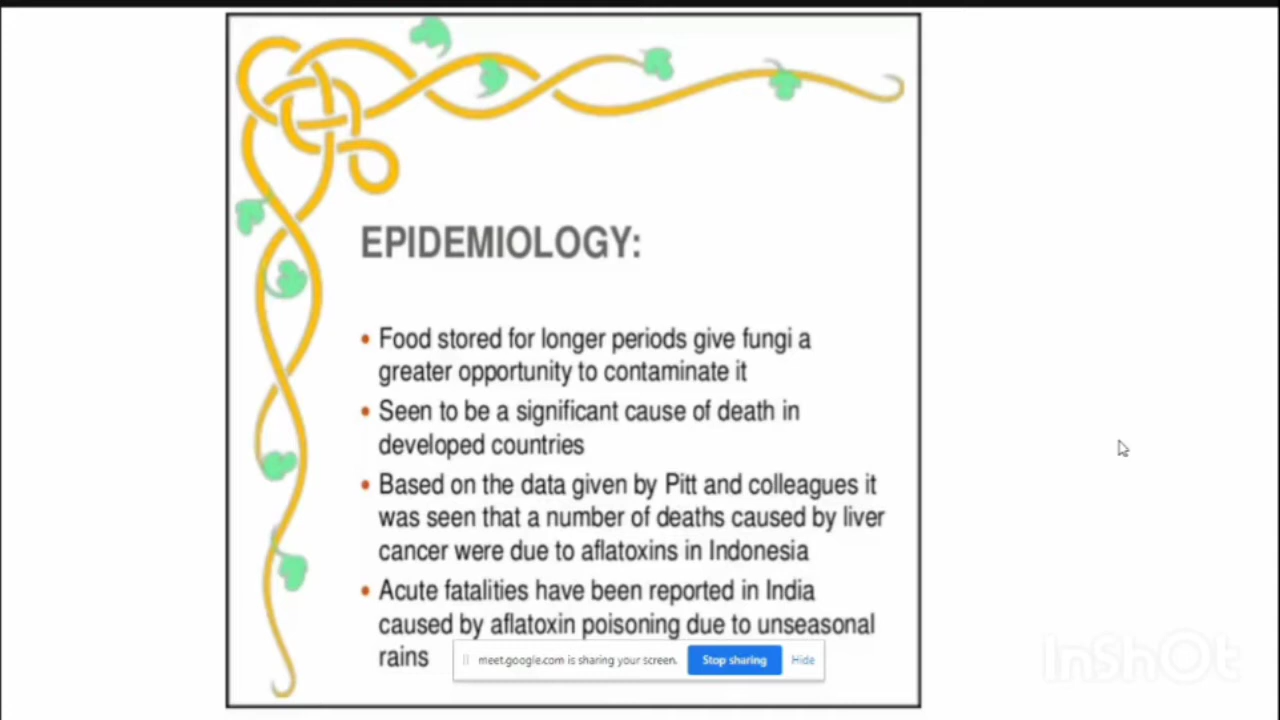 EPIDEMIOLOGY:
• Food stored for longer periods give fungi a
greater opportunity to contaminate it
• Seen to be a significant cause of death in
developed countries
• Based on the data given by Pitt and colleagues it
was seen that a number of deaths caused by liver
cancer were due to aflatoxins in Indonesia
• Acute fatalities have been reported in India
caused by aflatoxin poisoning due to unseasonal
rains
meet.google.com is sharing your screen. Stop sharing Hide
InShOt